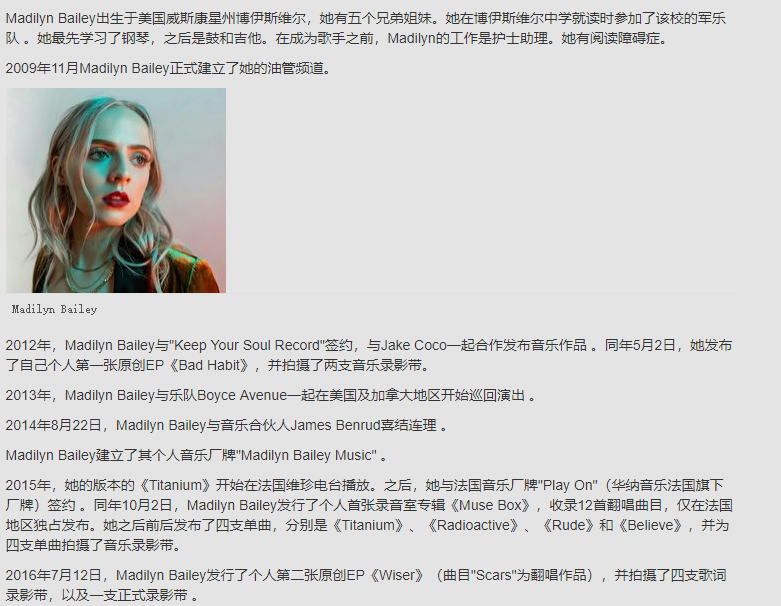 Madilyn Bailey出生于美国威斯康星州博伊斯维尔，她有五个兄弟姐妹。她在博伊斯维尔中学就读时参加了该校的军乐
队 。她最先学习了钢琴，之后是鼓和吉他。在成为歌手之前，Madilyn的工作是护士助理。她有阅读障碍症。
2009年11月Madilyn Bailey正式建立了她的油管频道。
Madilyn Bailey
2012年，Madilyn Bailey与"Keep Your Soul Record"签约，与Jake Coco一起合作发布音乐作品 。同年5月2日，她发布
了自己个人第一张原创EP《Bad Habit》，并拍摄了两支音乐录影带。
2013年，Madilyn Bailey与乐队Boyce Avenue一起在美国及加拿大地区开始巡回演出 。
2014年8月22日，Madilyn Bailey与音乐合伙人James Benrud喜结连理 。
Madilyn Bailey建立了其个人音乐厂牌"Madilyn Bailey Music" 。
2015年，她的版本的《Titanium》开始在法国维珍电台播放。之后，她与法国音乐厂牌"Play On"（华纳音乐法国旗下
厂牌）签约 。同年10月2日，Madilyn Bailey发行了个人首张录音室专辑《Muse Box》，收录12首翻唱曲目，仅在法国
地区独占发布。她之后前后发布了四支单曲，分别是《Titanium》、《Radioactive》、《Rude》和《Believe》，并为
四支单曲拍摄了音乐录影带。
2016年7月12日，Madilyn Bailey发行了个人第二张原创EP《Wiser》（曲目"Scars"为翻唱作品），并拍摄了四支歌词
录影带，以及一支正式录影带 。